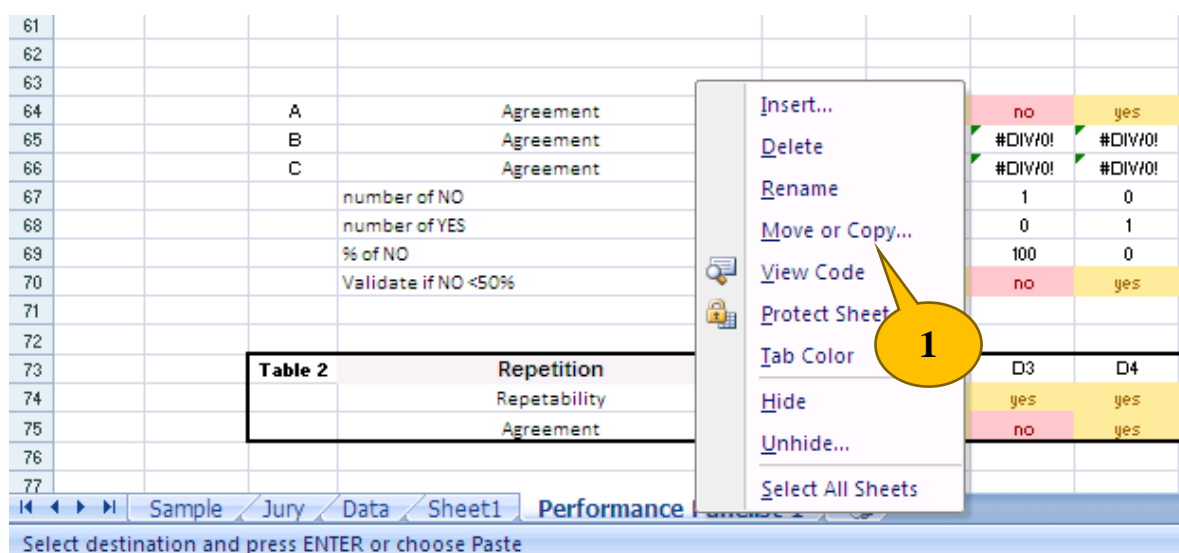 61
62
63
64 A Agreement no yes
65 B Agreement #DIV/0! #DIV/0!
66 C Agreement #DIV/0! #DIV/0!
67 number of NO 1 0
68 number of YES 0 1
69 % of NO 100 0
70 Validate if NO <50% no yes
71
72
73 Table 2 Repetition D3 D4
74 Repetability yes yes
75 Agreement no yes
76
77
Insert...
Delete
Rename
Move or Copy...
View Code
Protect Sheet
Tab Color
Hide
Unhide...
Select All Sheets
1
Sample Jury Data Sheet1 Performance Panelist 1
Select destination and press ENTER or choose Paste